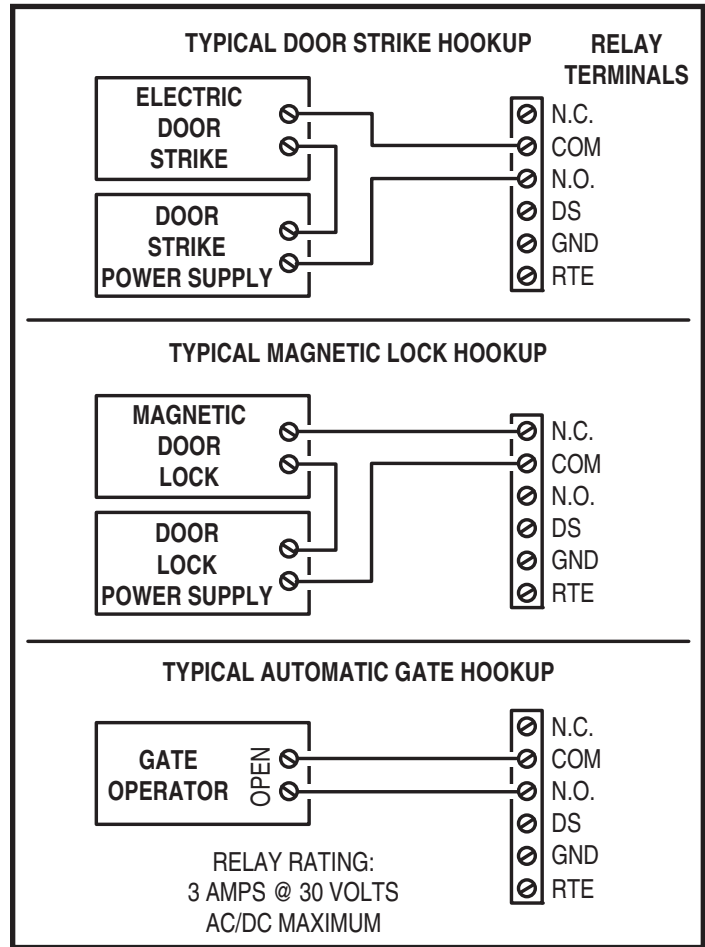 TYPICAL DOOR STRIKE HOOKUP
RELAY
TERMINALS
ELECTRIC
DOOR
STRIKE
DOOR
STRIKE
POWER SUPPLY
N.C.
COM
N.O.
DS
GND
RTE
TYPICAL MAGNETIC LOCK HOOKUP
MAGNETIC
DOOR
LOCK
DOOR
LOCK
POWER SUPPLY
N.C.
COM
N.O.
DS
GND
RTE
TYPICAL AUTOMATIC GATE HOOKUP
GATE
OPERATOR
OPEN
N.C.
COM
N.O.
DS
GND
RTE
RELAY RATING:
3 AMPS @ 30 VOLTS
AC/DC MAXIMUM